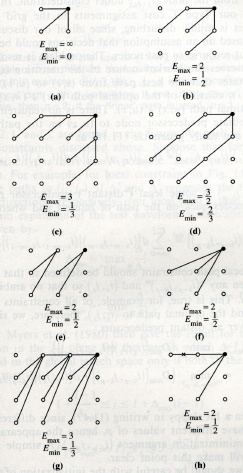 E_max = ∞
E_min = 0
(a)
E_max = 2
E_min = 1/2
(b)
E_max = 3
E_min = 1/3
(c)
E_max = 3/2
E_min = 2/3
(d)
E_max = 2
E_min = 1/2
(e)
E_max = 2
E_min = 1/2
(f)
E_max = 3
E_min = 1/3
(g)
E_max = 2
E_min = 1/2
(h)